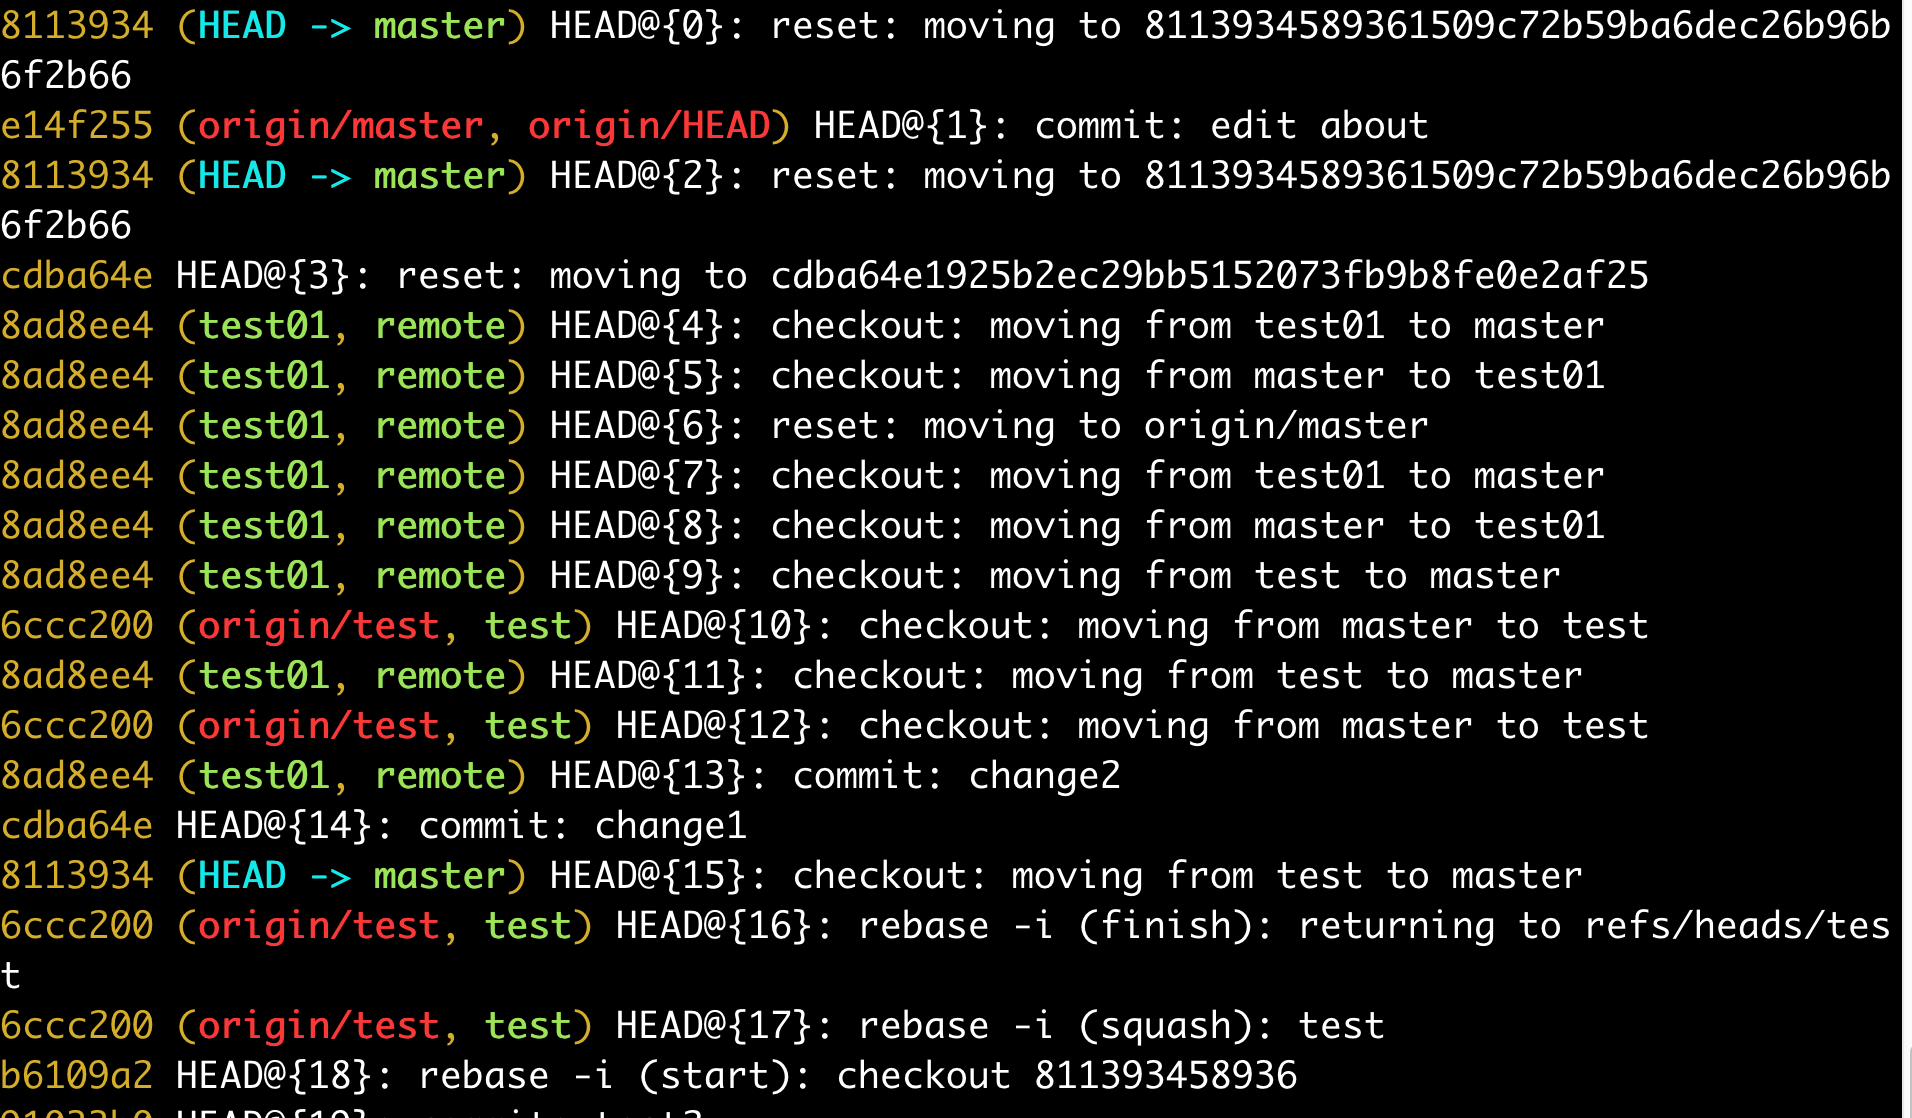 8113934 (HEAD -> master) HEAD@{0}: reset: moving to 8113934589361509c72b59ba6dec26b96b
6f2b66
e14f255 (origin/master, origin/HEAD) HEAD@{1}: commit: edit about
8113934 (HEAD -> master) HEAD@{2}: reset: moving to 8113934589361509c72b59ba6dec26b96b
6f2b66
cdba64e HEAD@{3}: reset: moving to cdba64e1925b2ec29bb5152073fb9b8fe0e2af25
8ad8ee4 (test01, remote) HEAD@{4}: checkout: moving from test01 to master
8ad8ee4 (test01, remote) HEAD@{5}: checkout: moving from master to test01
8ad8ee4 (test01, remote) HEAD@{6}: reset: moving to origin/master
8ad8ee4 (test01, remote) HEAD@{7}: checkout: moving from test01 to master
8ad8ee4 (test01, remote) HEAD@{8}: checkout: moving from master to test01
8ad8ee4 (test01, remote) HEAD@{9}: checkout: moving from test to master
6ccc200 (origin/test, test) HEAD@{10}: checkout: moving from master to test
8ad8ee4 (test01, remote) HEAD@{11}: checkout: moving from test to master
6ccc200 (origin/test, test) HEAD@{12}: checkout: moving from master to test
8ad8ee4 (test01, remote) HEAD@{13}: commit: change2
cdba64e HEAD@{14}: commit: change1
8113934 (HEAD -> master) HEAD@{15}: checkout: moving from test to master
6ccc200 (origin/test, test) HEAD@{16}: rebase -i (finish): returning to refs/heads/tes
t
6ccc200 (origin/test, test) HEAD@{17}: rebase -i (squash): test
b6109a2 HEAD@{18}: rebase -i (start): checkout 811393458936